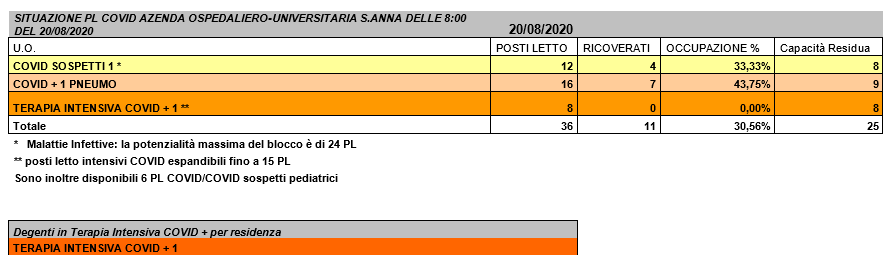 SITUAZIONE PL COVID AZENDA OSPEDALIERO-UNIVERSITARIA S.ANNA DELLE 8:00
DEL 20/08/2020 20/08/2020
U.O. POSTI LETTO RICOVERATI OCCUPAZIONE % Capacità Residua
COVID SOSPETTI 1 * 12 4 33,33% 8
COVID + 1 PNEUMO 16 7 43,75% 9
TERAPIA INTENSIVA COVID + 1 ** 8 0 0,00% 8
Totale 36 11 30,56% 25
* Malattie Infettive: la potenzialità massima del blocco è di 24 PL
** posti letto intensivi COVID espandibili fino a 15 PL
Sono inoltre disponibili 6 PL COVID/COVID sospetti pediatrici
Degenti in Terapia Intensiva COVID + per residenza
TERAPIA INTENSIVA COVID + 1